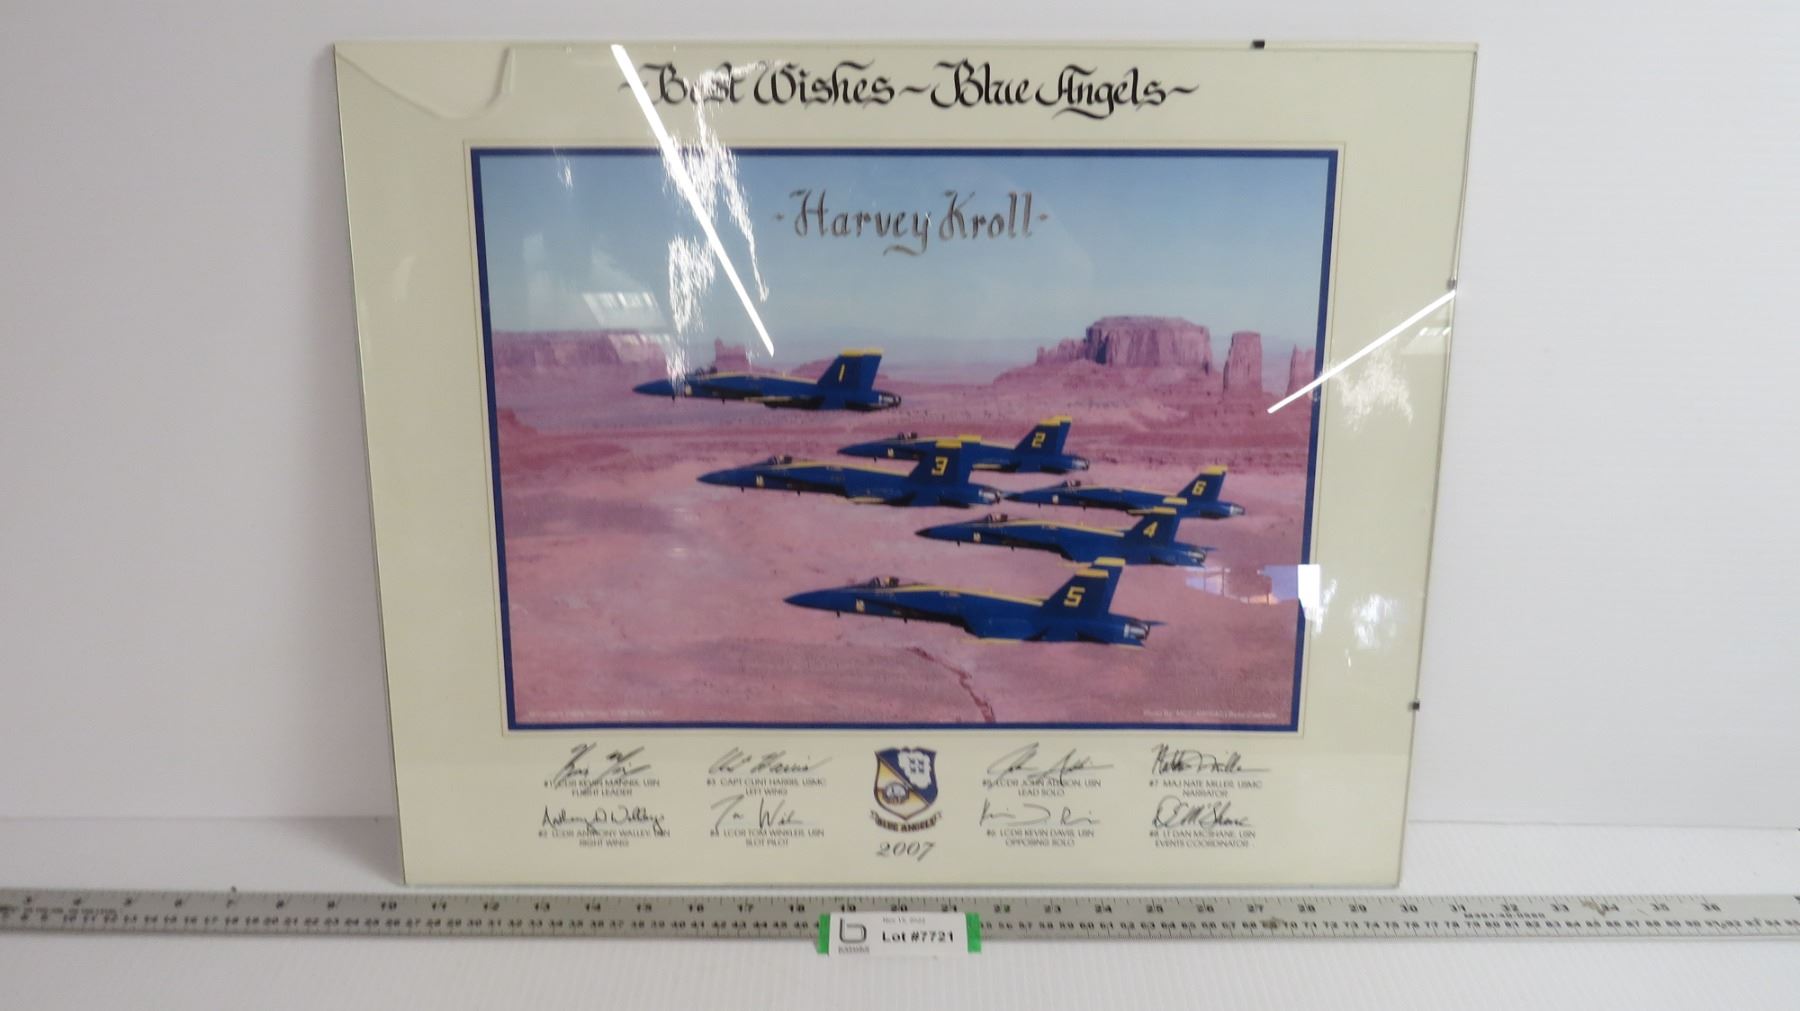 ~Best Wishes~Blue Angels~
-Harvey Kroll-
1
2
3
6
4
5
#1 LCDR KEVIN MANNIX, USN
FLIGHT LEADER
#3 CAPT CLINT HARRIS, USMC
LEFT WING
LCDR JOHN ALLISON, USN
LEAD SOLO
#7 MAJ NATE MILLER, USMC
NARRATOR
#2 LCDR ANTHONY WALLEY, USN
RIGHT WING
#4 LCDR TOM WINKLER, USN
SLOT PILOT
#6 LCDR KEVIN DAVIS, USN
OPPOSING SOLO
#8 LT DAN MCSHANE, USN
EVENTS COORDINATOR
BLUE ANGELS
2007
Lot #7721